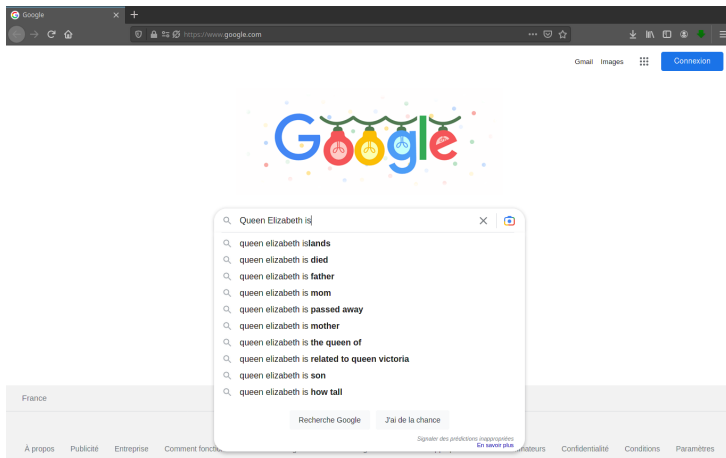 Google
https://www.google.com
Gmail Images Connexion
Google
Queen Elizabeth is
queen elizabeth islands
queen elizabeth is died
queen elizabeth is father
queen elizabeth is mom
queen elizabeth is passed away
queen elizabeth is mother
queen elizabeth is the queen of
queen elizabeth is related to queen victoria
queen elizabeth is son
queen elizabeth is how tall
France
Recherche Google J'ai de la chance
Signaler des prédictions inappropriées
En savoir plus
À propos Publicité Entreprise Comment Confidentialité Conditions Paramètres